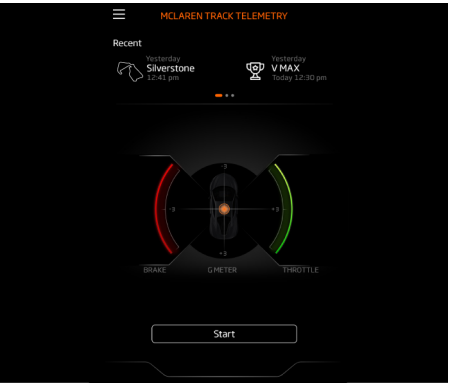 MCLAREN TRACK TELEMETRY
Recent
Yesterday
Silverstone
12:41 pm
Yesterday
V MAX
Today 12:30 pm
-3
-3
+3
+3
BRAKE
G.METER
THROTTLE
Start